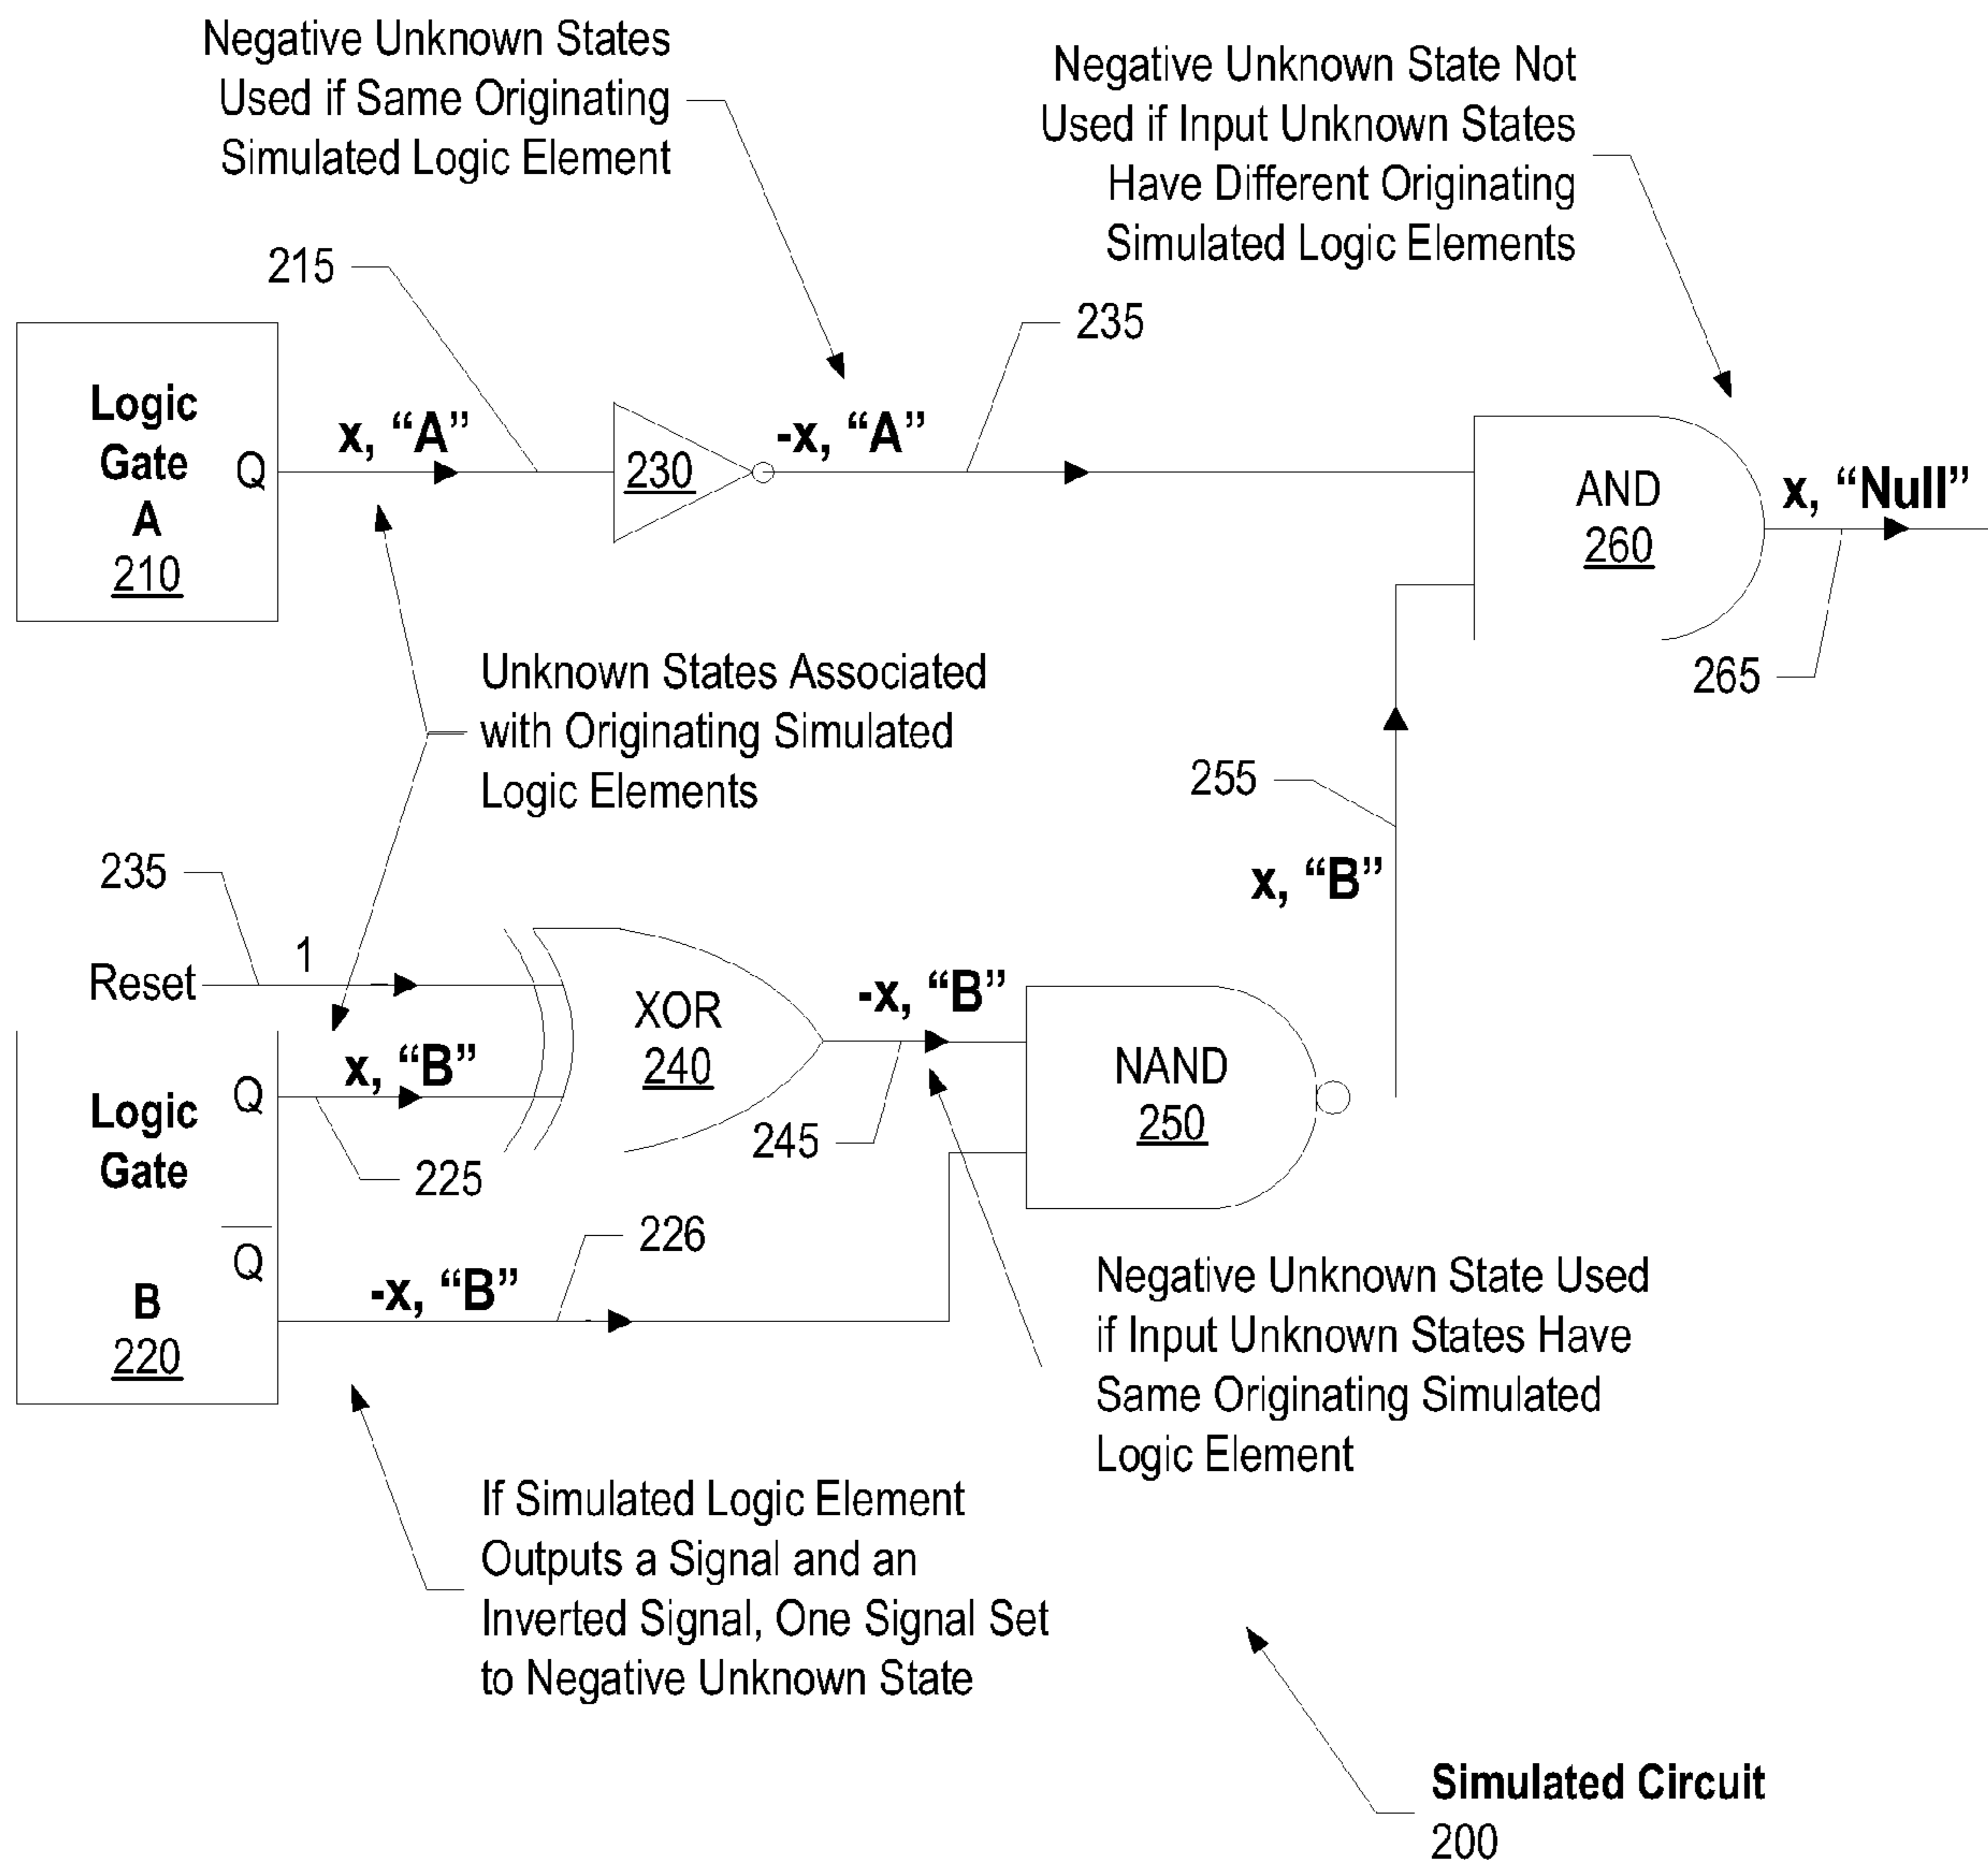 Negative Unknown States
Used if Same Originating
Simulated Logic Element
Negative Unknown State Not
Used if Input Unknown States
Have Different Originating
Simulated Logic Elements
215
235
Logic
Gate
A
210
Q
x, “A”
230
-x, “A”
AND
260
x, “Null”
265
Unknown States Associated
with Originating Simulated
Logic Elements
255
x, “B”
235
1
Reset
XOR
240
-x, “B”
245
NAND
250
Logic
Gate
B
220
Q
Q
x, “B”
225
226
-x, “B”
Negative Unknown State Used
if Input Unknown States Have
Same Originating Simulated
Logic Element
If Simulated Logic Element
Outputs a Signal and an
Inverted Signal, One Signal Set
to Negative Unknown State
Simulated Circuit
200